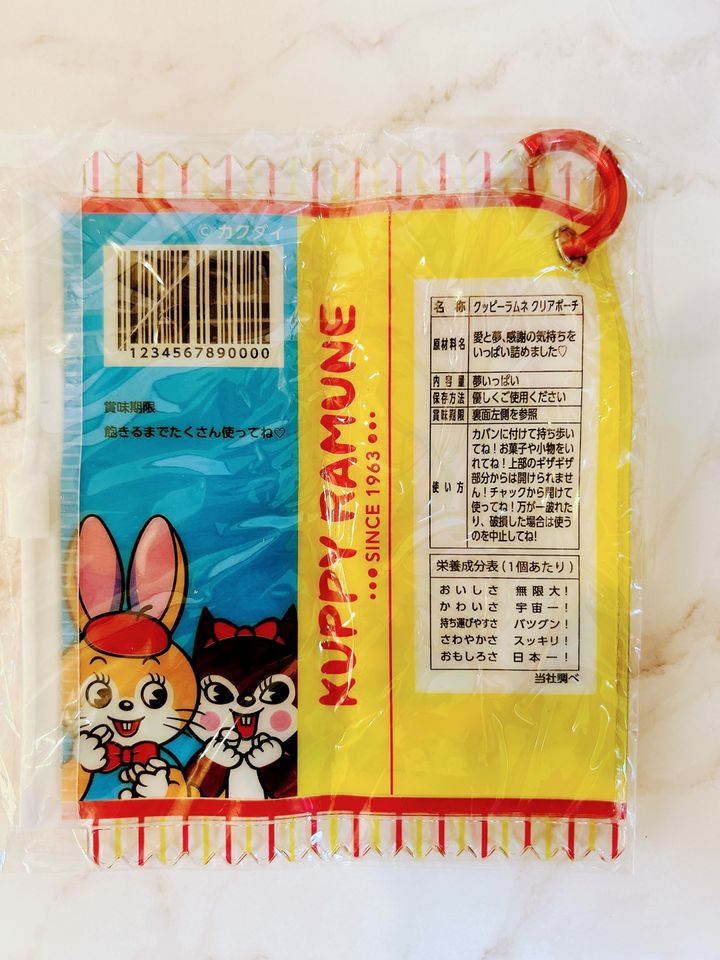 © カクダイ
1234567890000
賞味期限
飽きるまでたくさん使ってね♡
KUPPY RAMUNE
••• SINCE 1963 •••
名称 クッピーラムネ クリアポーチ
原材料名 愛と夢、感謝の気持ちを
いっぱい詰めました♡
内容量 夢いっぱい
保存方法 優しくご使用ください
賞味期限 裏面左側を参照
使い方 カバンに付けて持ち歩い
てね!お菓子や小物をい
れてね!上部のギザギザ
部分からは開けられませ
ん!チャックから開けて
使ってね!万が一破れた
り、破損した場合は使う
のを中止してね!
栄養成分表(1個あたり)
おいしさ 無限大!
かわいさ 宇宙一!
持ち運びやすさ バツグン!
さわやかさ スッキリ!
おもしろさ 日本一!
当社調べ